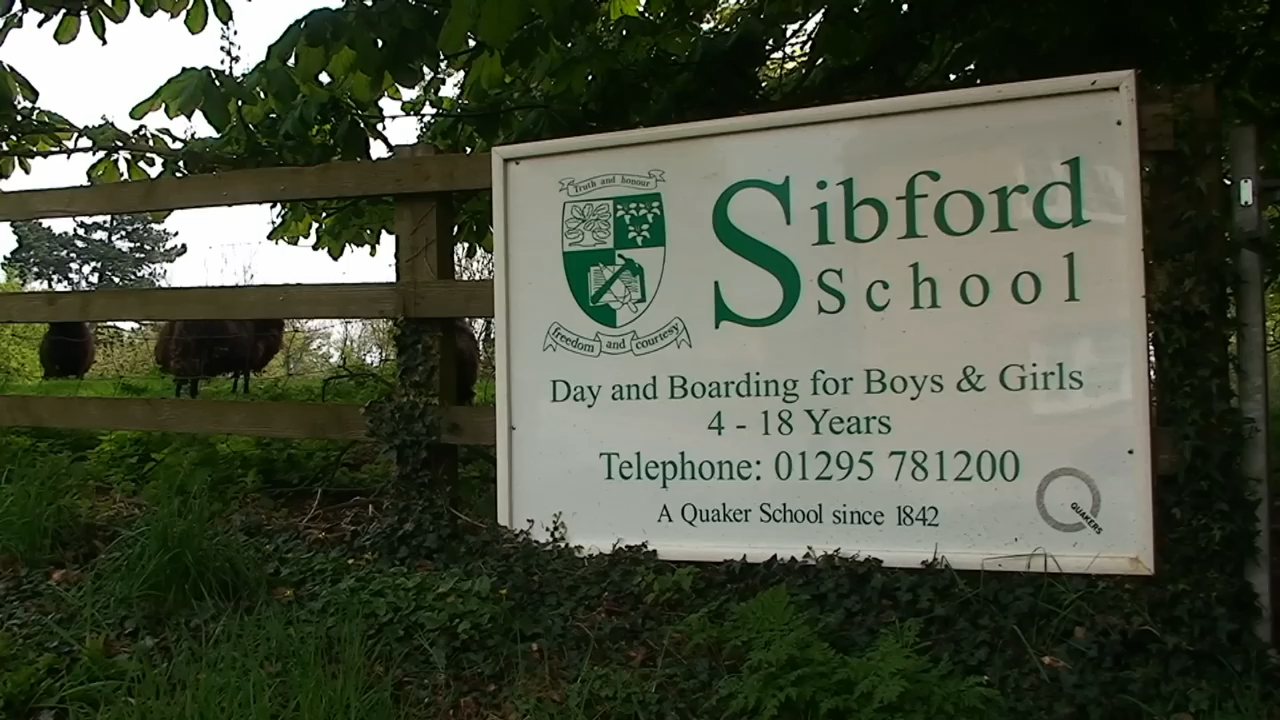 Truth and honour
freedom and courtesy
Sibford
School
Day and Boarding for Boys & Girls
4 - 18 Years
Telephone: 01295 781200
A Quaker School since 1842
QUAKERS